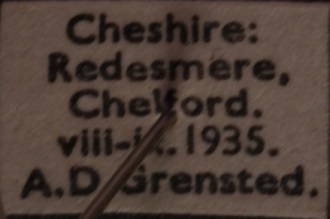 Cheshire:
Redesmere,
Chelford.
viii-ix. 1935.
A.D. Grensted.